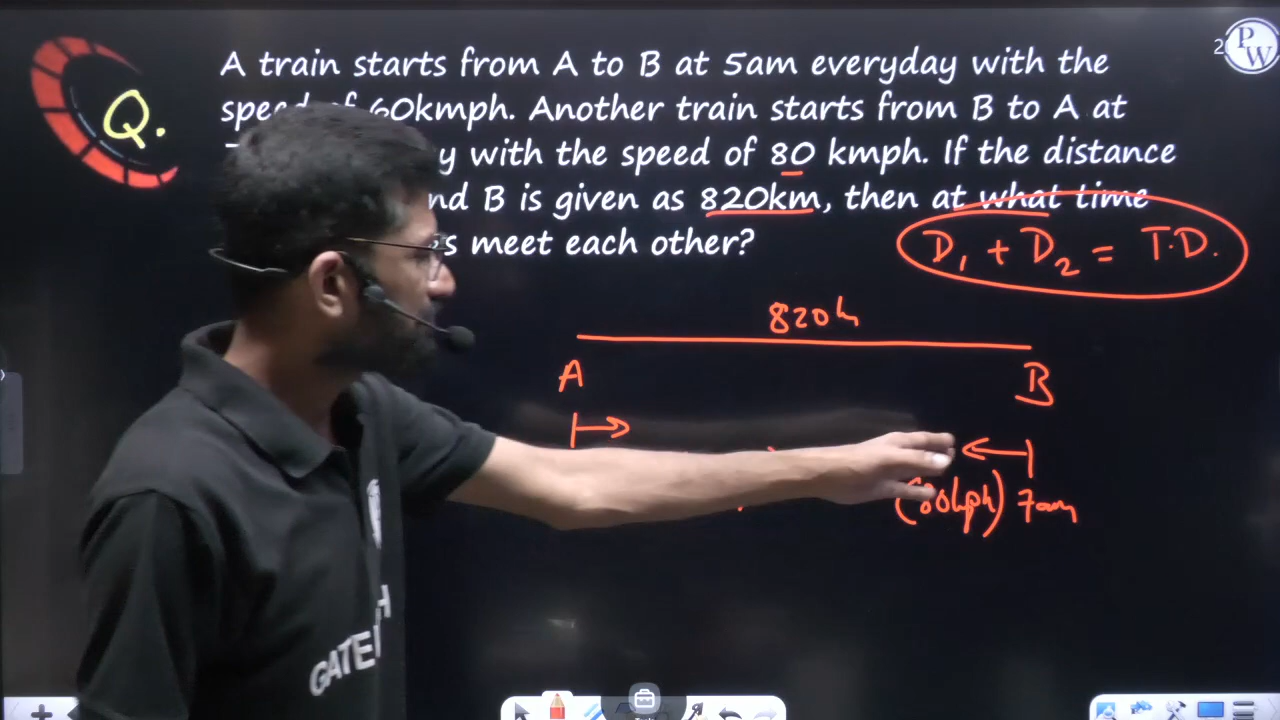 2
PW
Q.
A train starts from A to B at 5am everyday with the
speed of 60kmph. Another train starts from B to A at
y with the speed of 80 kmph. If the distance
nd B is given as 820km, then at what time
s meet each other?
D₁ + D₂ = T.D.
820k
A
B
7am
GATE